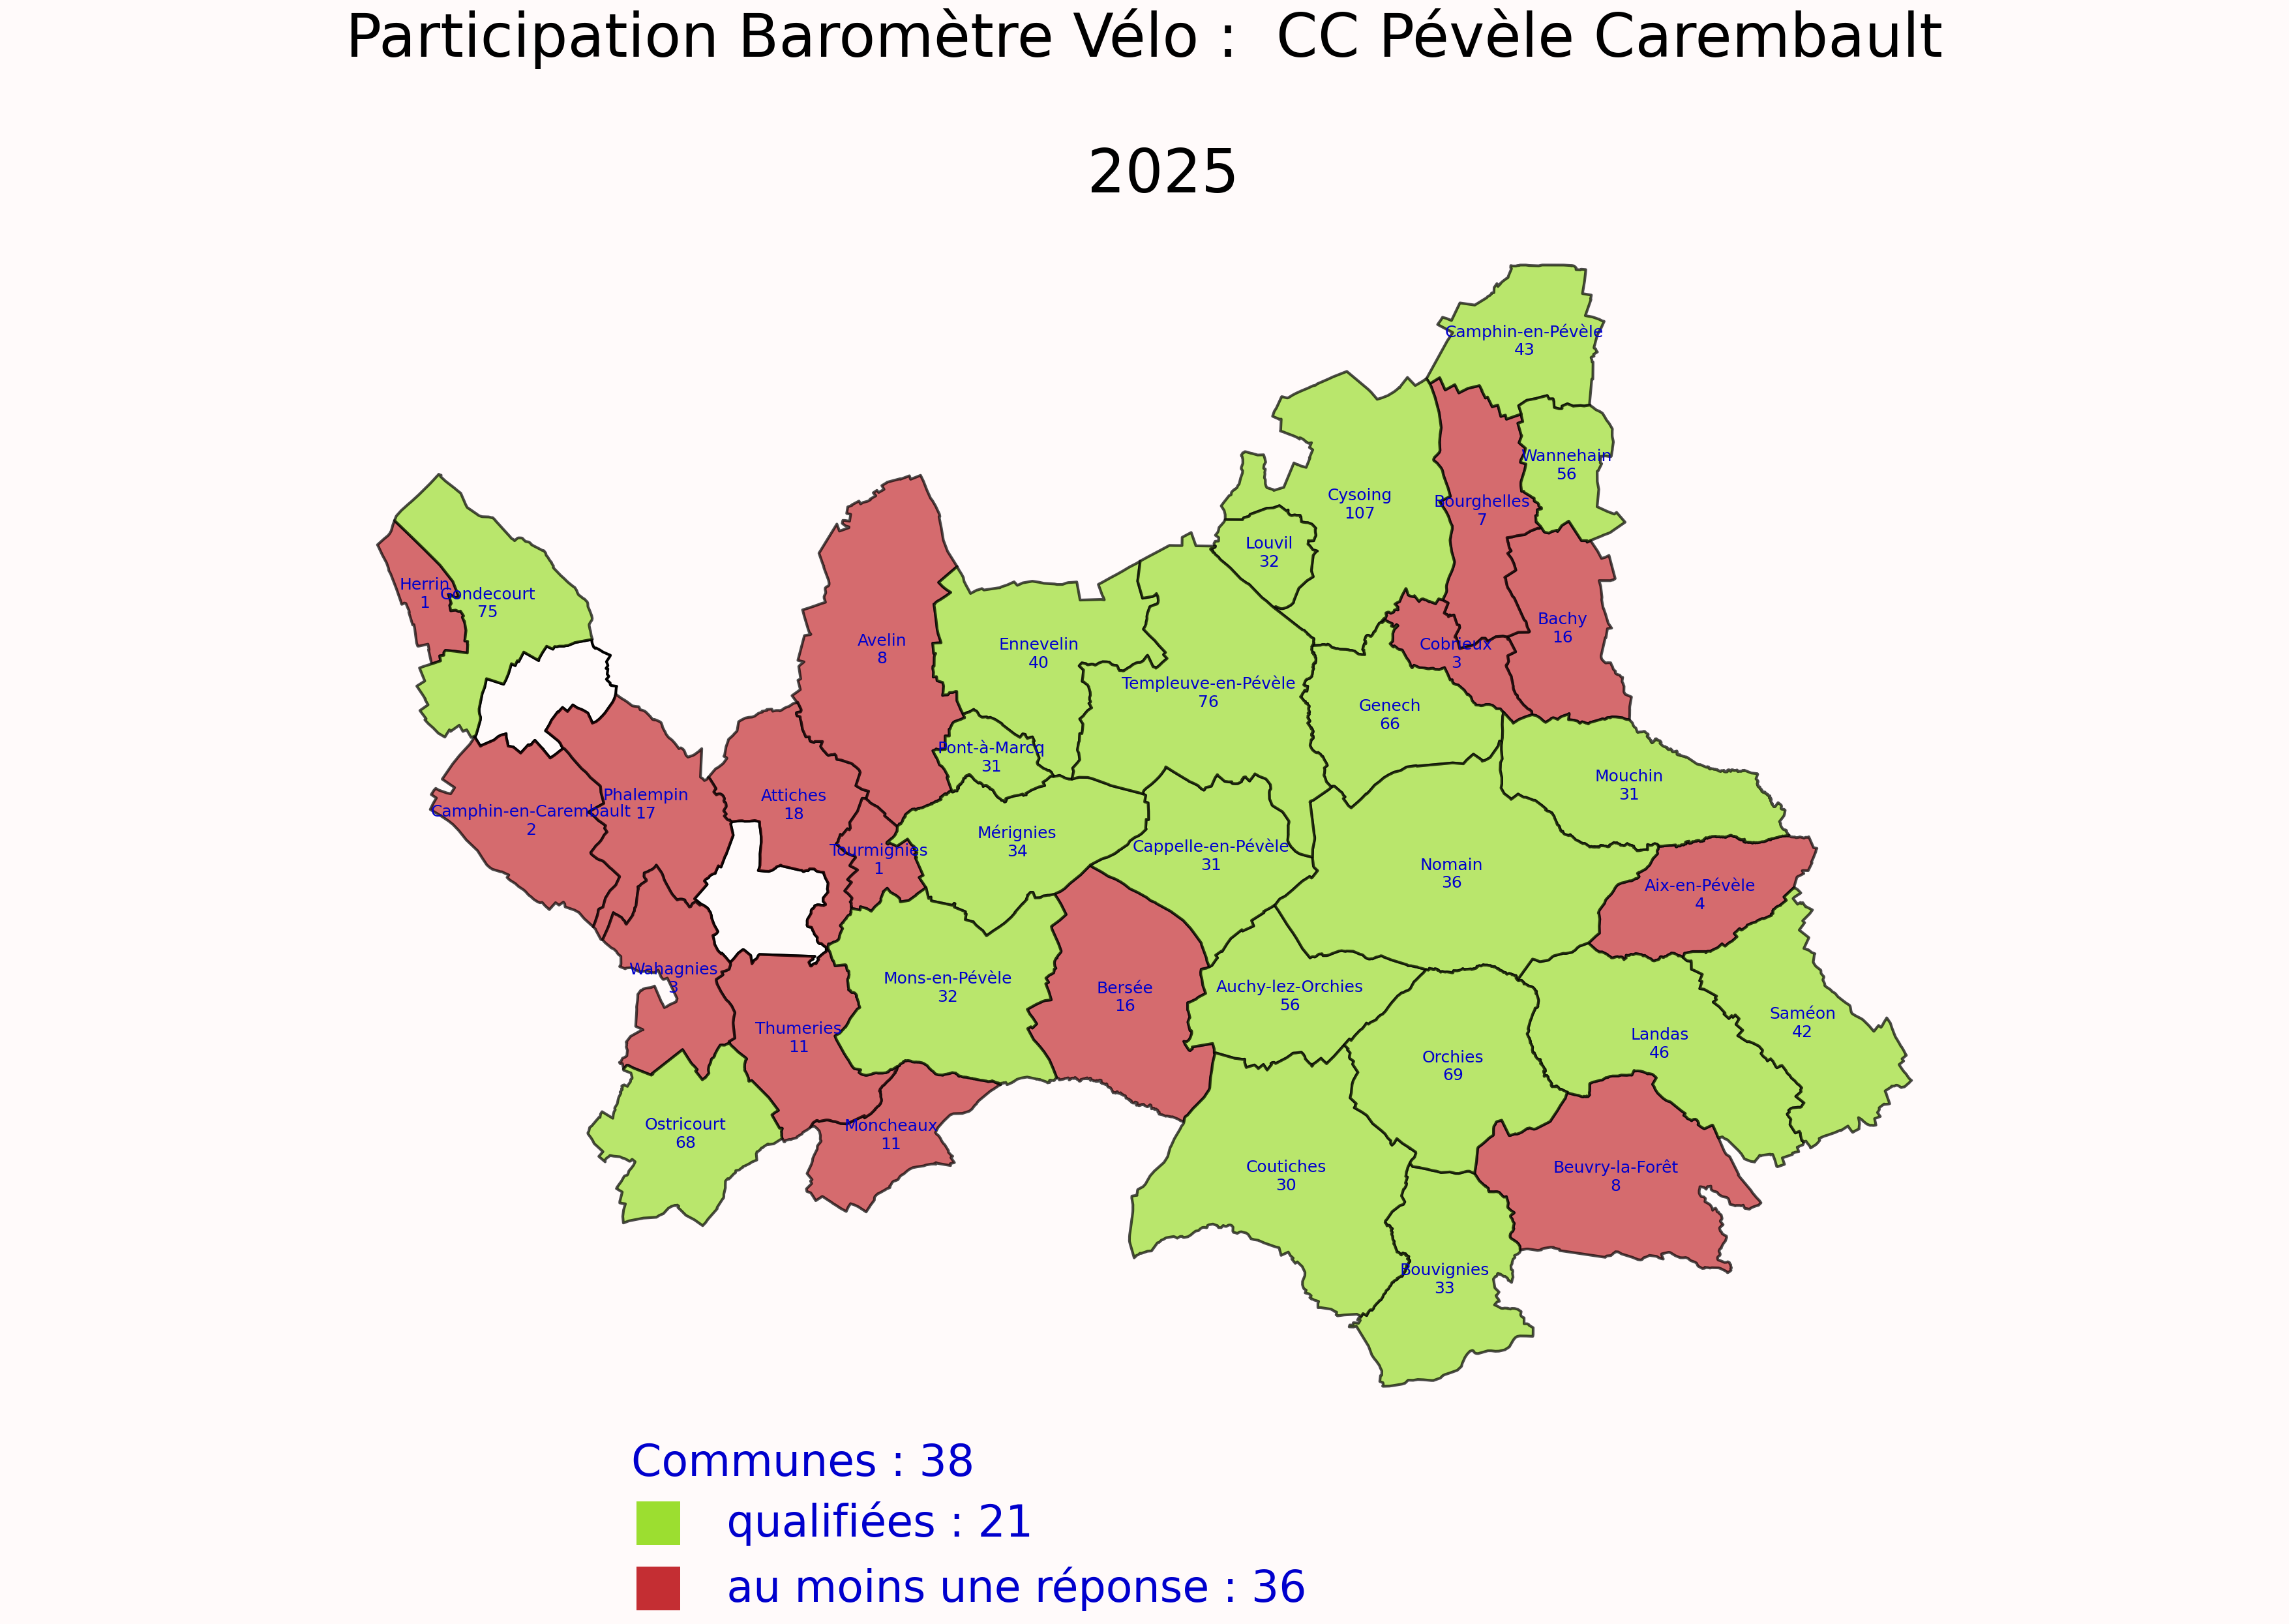 Participation Baromètre Vélo :  CC Pévèle Carembault
2025
Camphin-en-Pévèle
43
Wannehain
56
Cysoing
107
Bourghelles
7
Louvil
32
Herrin
1
Gondecourt
75
Bachy
16
Avelin
8
Ennevelin
40
Cobrieux
3
Templeuve-en-Pévèle
76
Genech
66
Pont-à-Marcq
31
Mouchin
31
Attiches
18
Phalempin
17
Camphin-en-Carembault
2
Mérignies
34
Tourmignies
1
Cappelle-en-Pévèle
31
Nomain
36
Aix-en-Pévèle
4
Wahagnies
3
Mons-en-Pévèle
32
Bersée
16
Auchy-lez-Orchies
56
Saméon
42
Thumeries
11
Landas
46
Orchies
69
Ostricourt
68
Moncheaux
11
Coutiches
30
Beuvry-la-Forêt
8
Bouvignies
33
Communes : 38
qualifiées : 21
au moins une réponse : 36